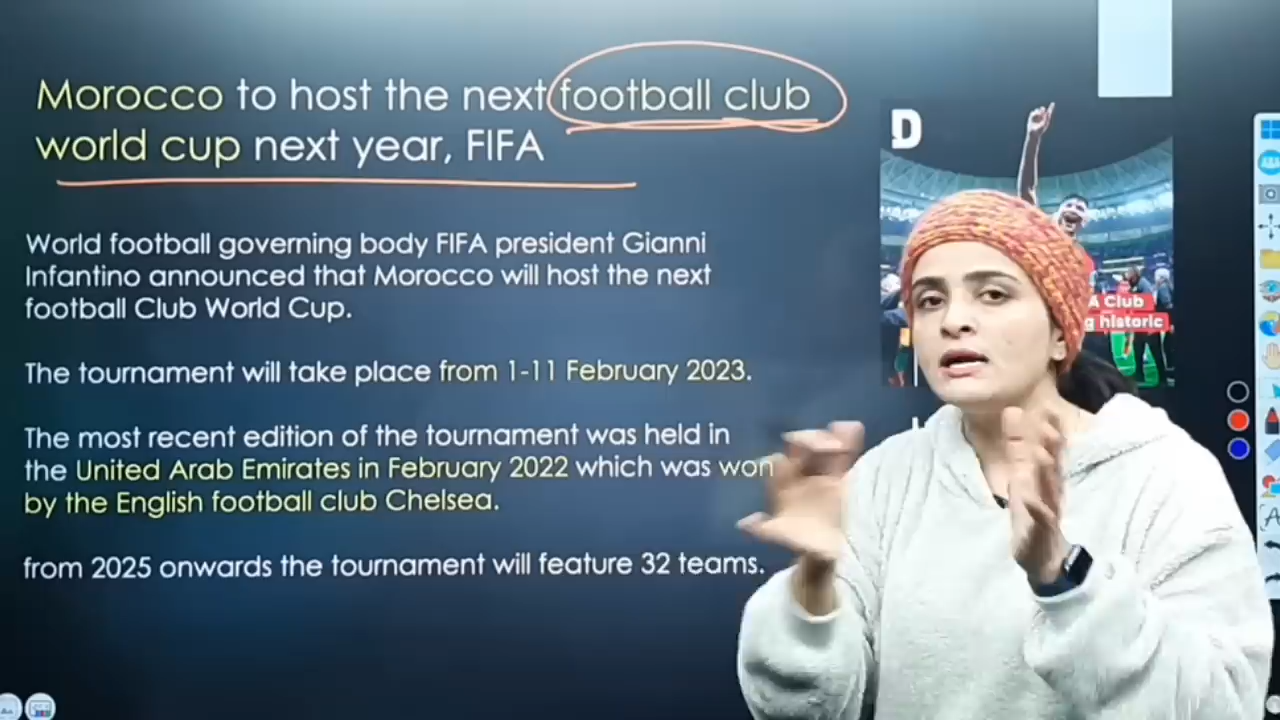 Morocco to host the next football club
world cup next year, FIFA
D
World football governing body FIFA president Gianni
Infantino announced that Morocco will host the next
football Club World Cup.
A Club
g historic
The tournament will take place from 1-11 February 2023.
The most recent edition of the tournament was held in
the United Arab Emirates in February 2022 which was won
by the English football club Chelsea.
from 2025 onwards the tournament will feature 32 teams.